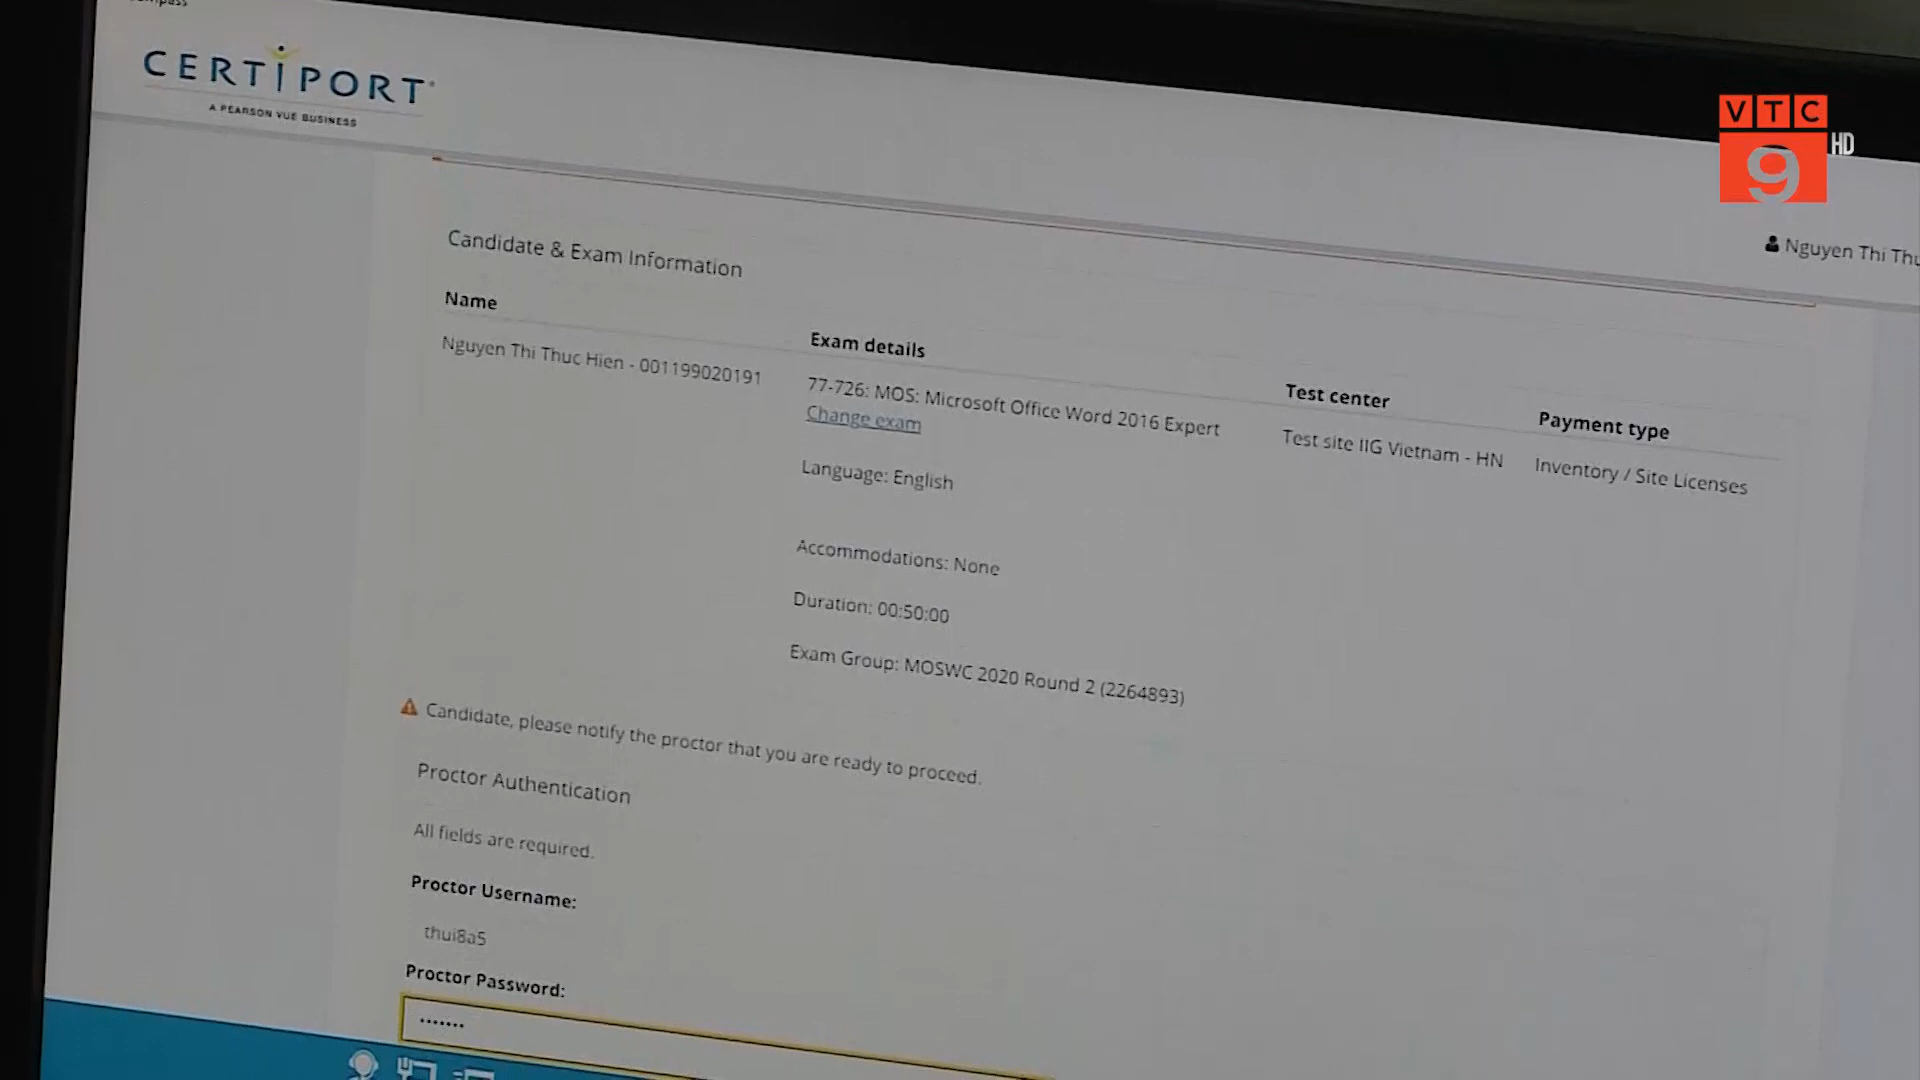 CERTIPORT
A PEARSON VUE BUSINESS
VTC
9 HD
Nguyen Thi
Candidate & Exam Information
Name
Exam details
Test center
Payment type
Nguyen Thi Thuc Hien - 001199020191
77-726: MOS: Microsoft Office Word 2016 Expert
Change exam
Test site IIG Vietnam - HN
Inventory / Site Licenses
Language: English
Accommodations: None
Duration: 00:50:00
Exam Group: MOSWC 2020 Round 2 (2264893)
Candidate, please notify the proctor that you are ready to proceed.
Proctor Authentication
All fields are required.
Proctor Username:
thui8a5
Proctor Password:
•••••••